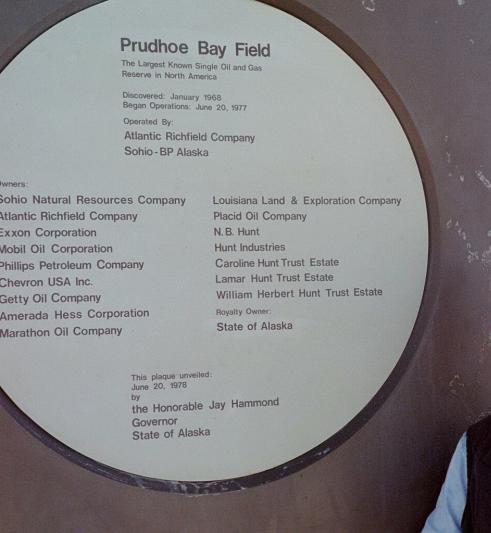 Prudhoe Bay Field
The Largest Known Single Oil and Gas
Reserve in North America
Discovered: January 1968
Began Operations: June 20, 1977
Operated By:
Atlantic Richfield Company
Sohio-BP Alaska
Owners:
Sohio Natural Resources Company
Atlantic Richfield Company
Exxon Corporation
Mobil Oil Corporation
Phillips Petroleum Company
Chevron USA Inc.
Getty Oil Company
Amerada Hess Corporation
Marathon Oil Company
Louisiana Land & Exploration Company
Placid Oil Company
N.B. Hunt
Hunt Industries
Caroline Hunt Trust Estate
Lamar Hunt Trust Estate
William Herbert Hunt Trust Estate
Royalty Owner:
State of Alaska
This plaque unveiled:
June 20, 1978
by
the Honorable Jay Hammond
Governor
State of Alaska